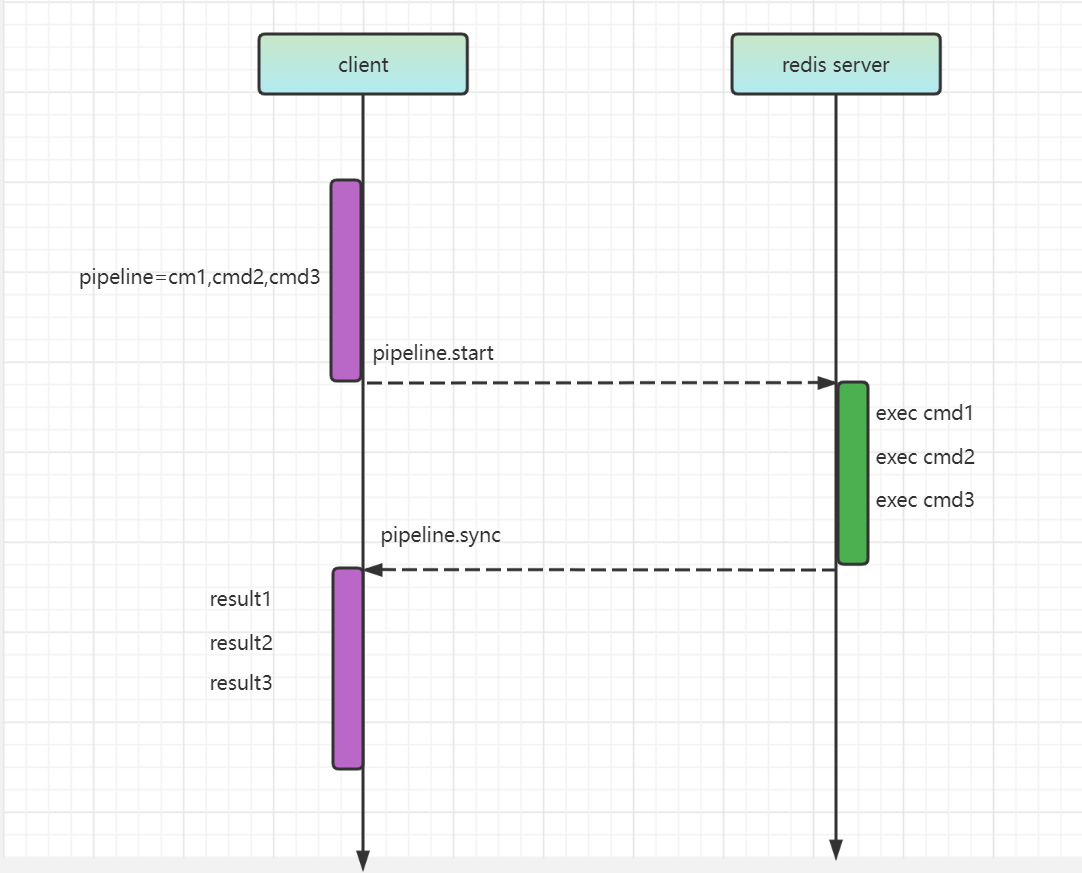 client
redis server
pipeline=cm1,cmd2,cmd3
pipeline.start
exec cmd1
exec cmd2
exec cmd3
pipeline.sync
result1
result2
result3